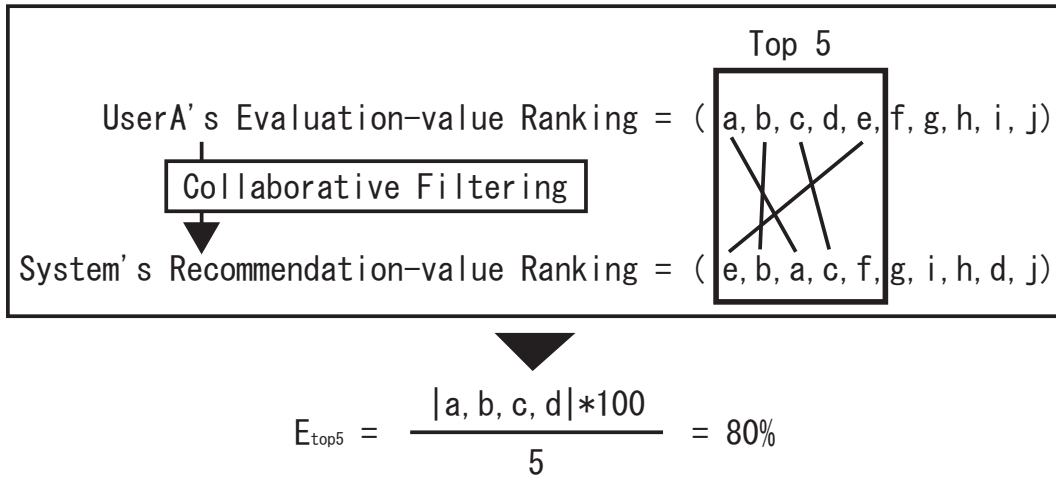 Top 5
UserA's Evaluation-value Ranking = ( a, b, c, d, e, f, g, h, i, j)
Collaborative Filtering
System's Recommendation-value Ranking = ( e, b, a, c, f, g, i, h, d, j)
|a, b, c, d|*100
Etop5 = = 80%
5